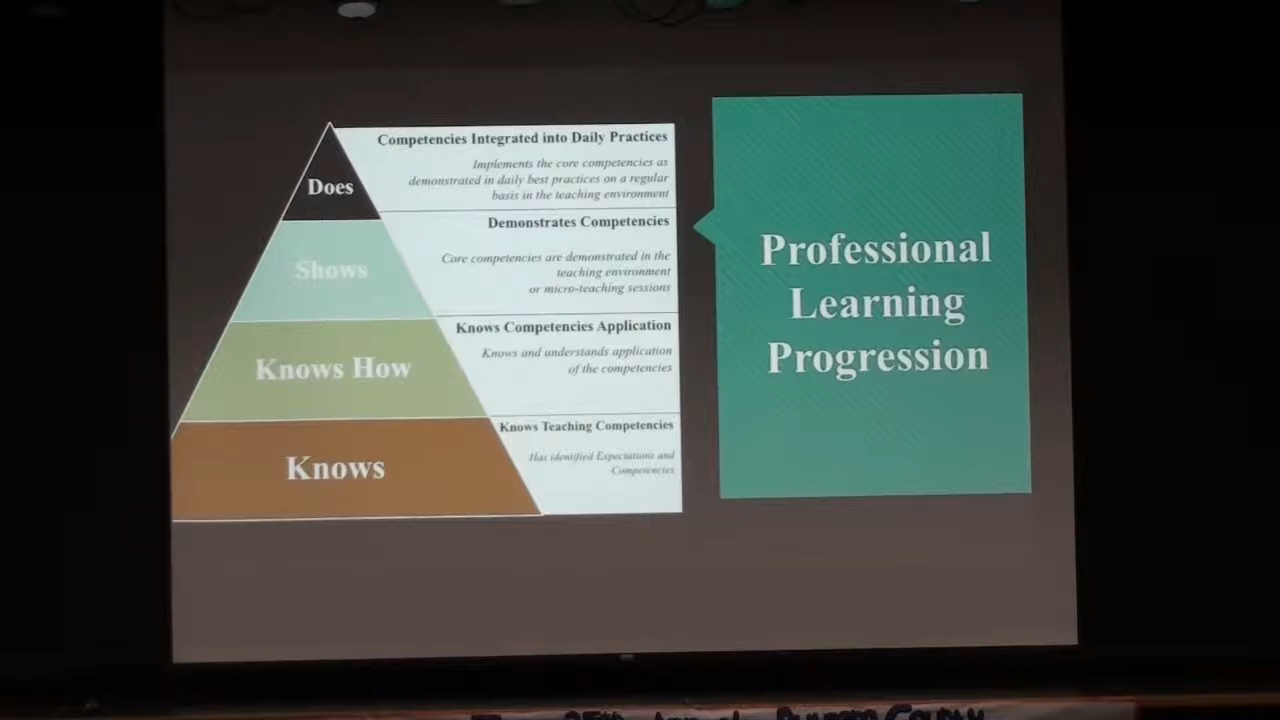 Does
Competencies Integrated into Daily Practices
Implements the core competencies as
demonstrated in daily best practices on a regular
basis in the teaching environment
Shows
Demonstrates Competencies
Core competencies are demonstrated in the
teaching environment
or micro-teaching sessions
Knows How
Knows Competencies Application
Knows and understands application
of the competencies
Knows
Knows Teaching Competencies
Has identified Expectations and
Competencies
Professional
Learning
Progression